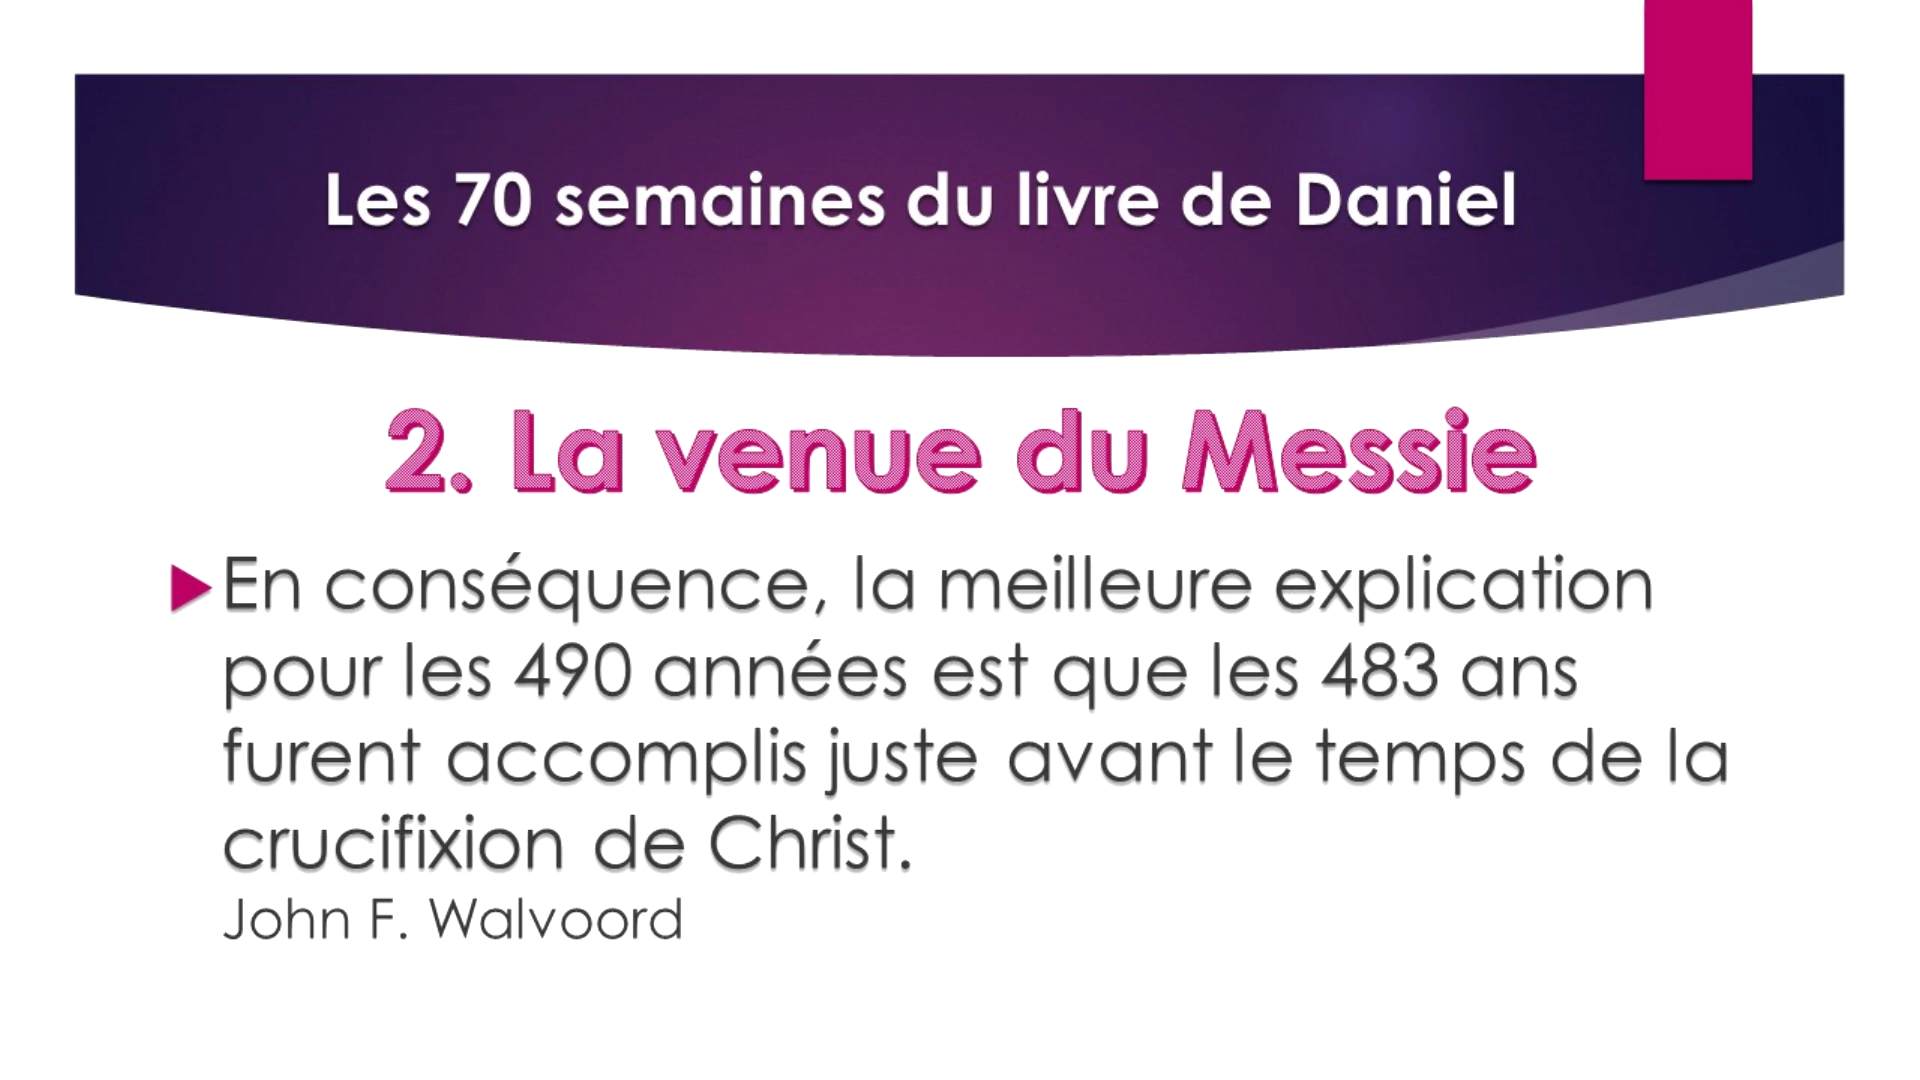 Les 70 semaines du livre de Daniel
2. La venue du Messie
En conséquence, la meilleure explication
pour les 490 années est que les 483 ans
furent accomplis juste avant le temps de la
crucifixion de Christ.
John F. Walvoord